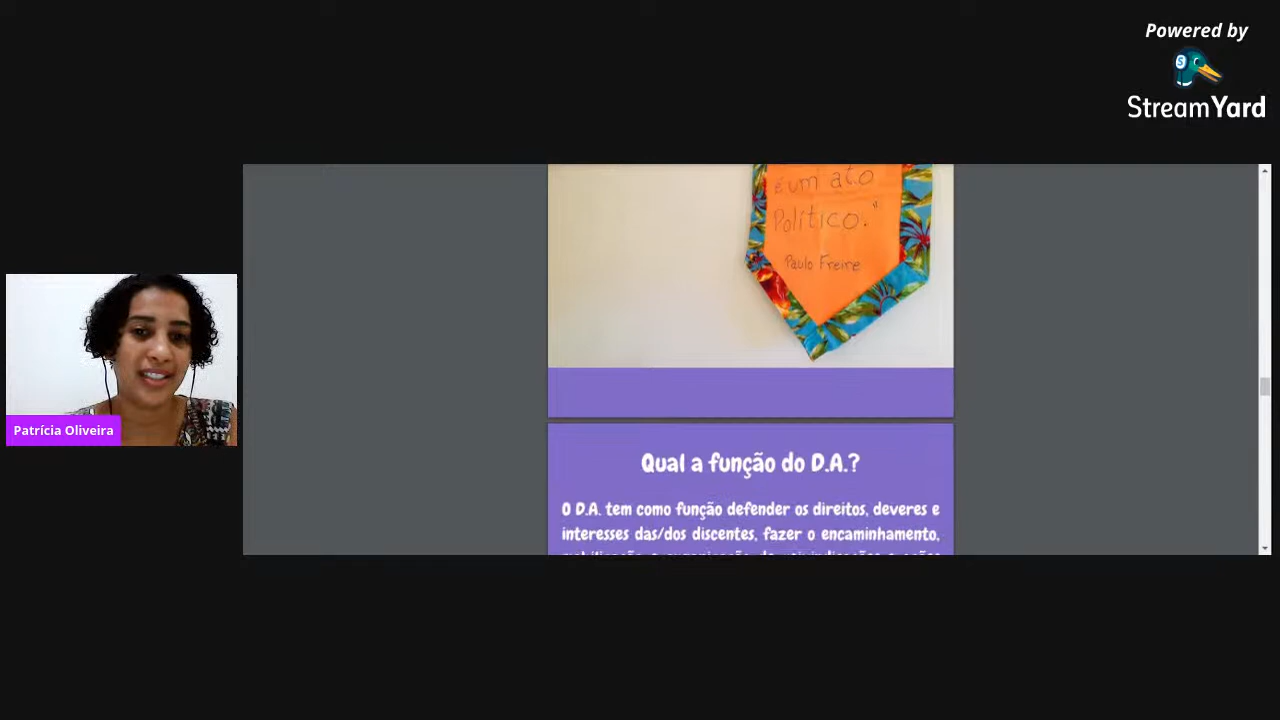 Powered by
StreamYard
é um ato
Político."
Paulo Freire
Patrícia Oliveira
Qual a função do D.A.?
O D.A. tem como função defender os direitos, deveres e
interesses das/dos discentes, fazer o encaminhamento,